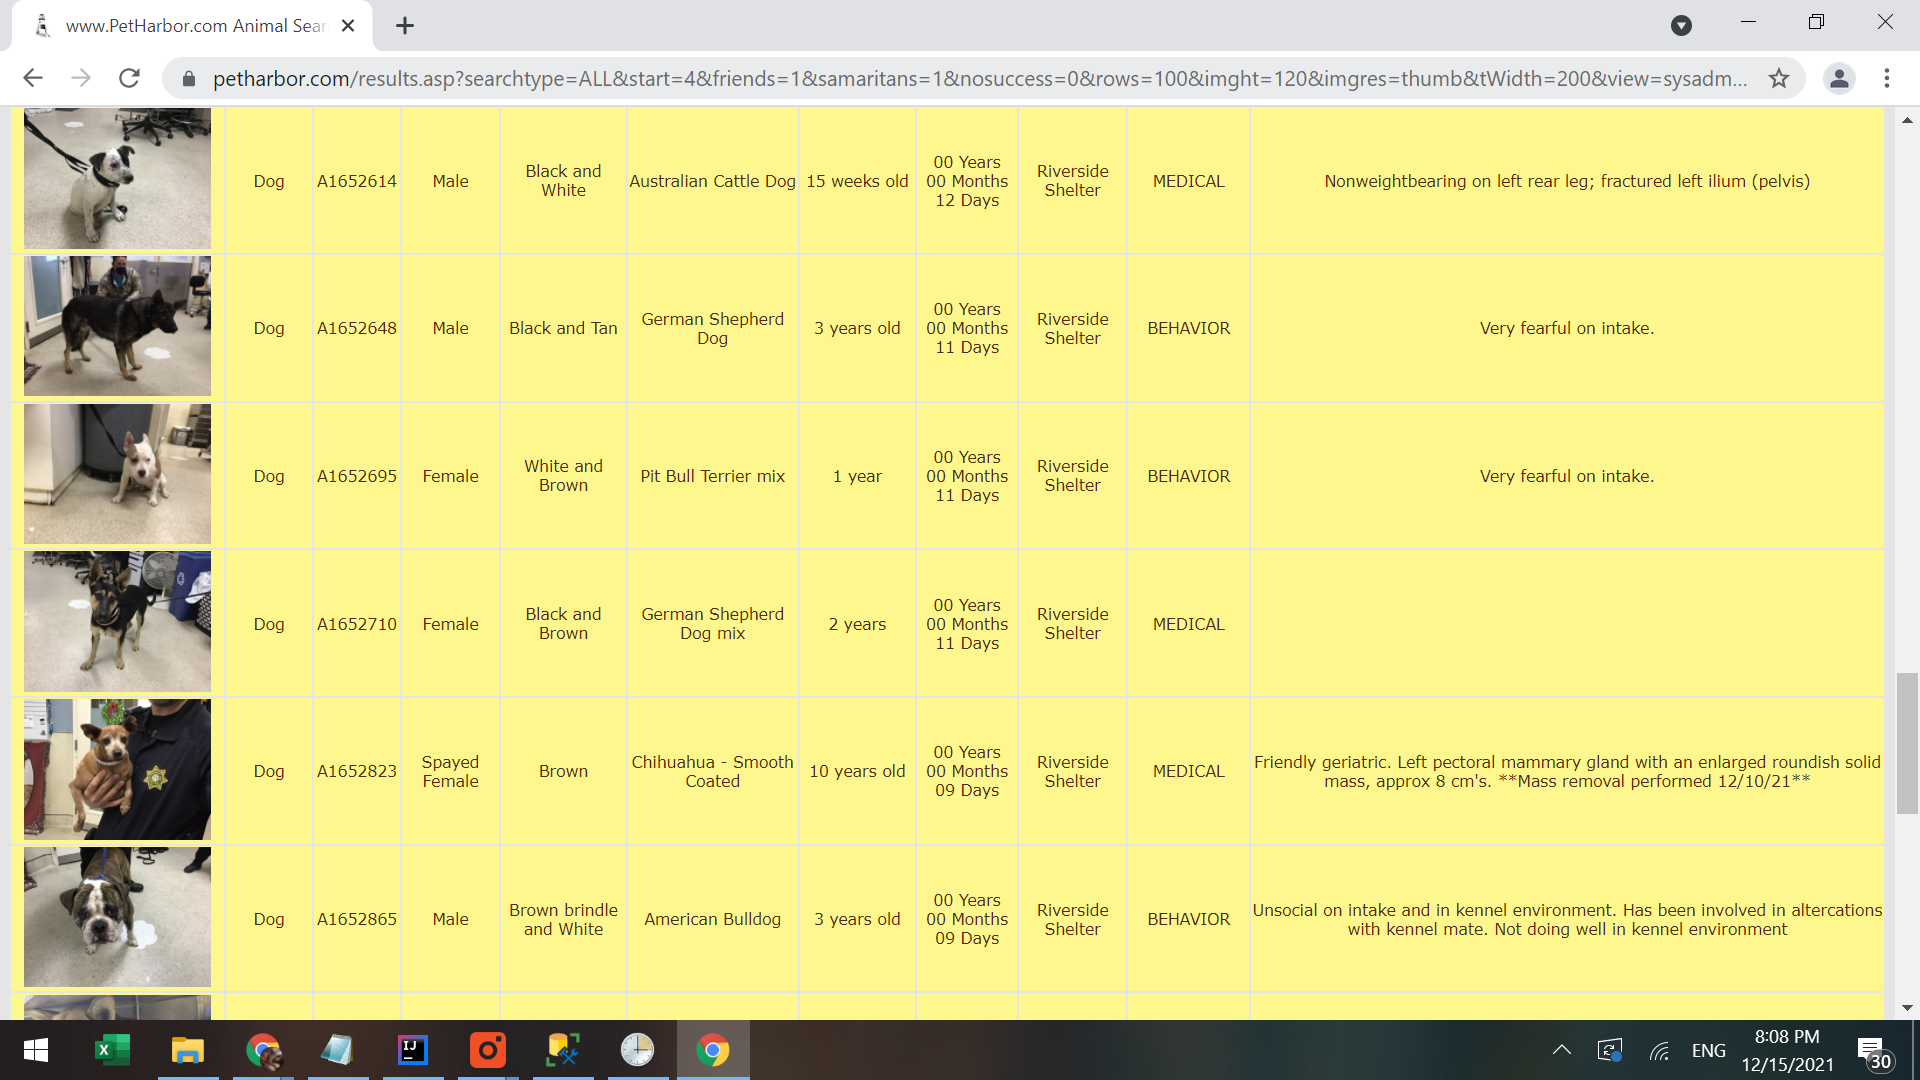 www.PetHarbor.com Animal Sear
petharbor.com/results.asp?searchtype=ALL&start=4&friends=1&samaritans=1&nosuccess=0&rows=100&imght=120&imgres=thumb&tWidth=200&view=sysadm...
Dog
A1652614
Male
Black and
White
Australian Cattle Dog
15 weeks old
00 Years
00 Months
12 Days
Riverside
Shelter
MEDICAL
Nonweightbearing on left rear leg; fractured left ilium (pelvis)
Dog
A1652648
Male
Black and Tan
German Shepherd
Dog
3 years old
00 Years
00 Months
11 Days
Riverside
Shelter
BEHAVIOR
Very fearful on intake.
Dog
A1652695
Female
White and
Brown
Pit Bull Terrier mix
1 year
00 Years
00 Months
11 Days
Riverside
Shelter
BEHAVIOR
Very fearful on intake.
Dog
A1652710
Female
Black and
Brown
German Shepherd
Dog mix
2 years
00 Years
00 Months
11 Days
Riverside
Shelter
MEDICAL
Dog
A1652823
Spayed
Female
Brown
Chihuahua - Smooth
Coated
10 years old
00 Years
00 Months
09 Days
Riverside
Shelter
MEDICAL
Friendly geriatric. Left pectoral mammary gland with an enlarged roundish solid
mass, approx 8 cm's. **Mass removal performed 12/10/21**
Dog
A1652865
Male
Brown brindle
and White
American Bulldog
3 years old
00 Years
00 Months
09 Days
Riverside
Shelter
BEHAVIOR
Unsocial on intake and in kennel environment. Has been involved in altercations
with kennel mate. Not doing well in kennel environment
IJ
ENG
8:08 PM
12/15/2021
30